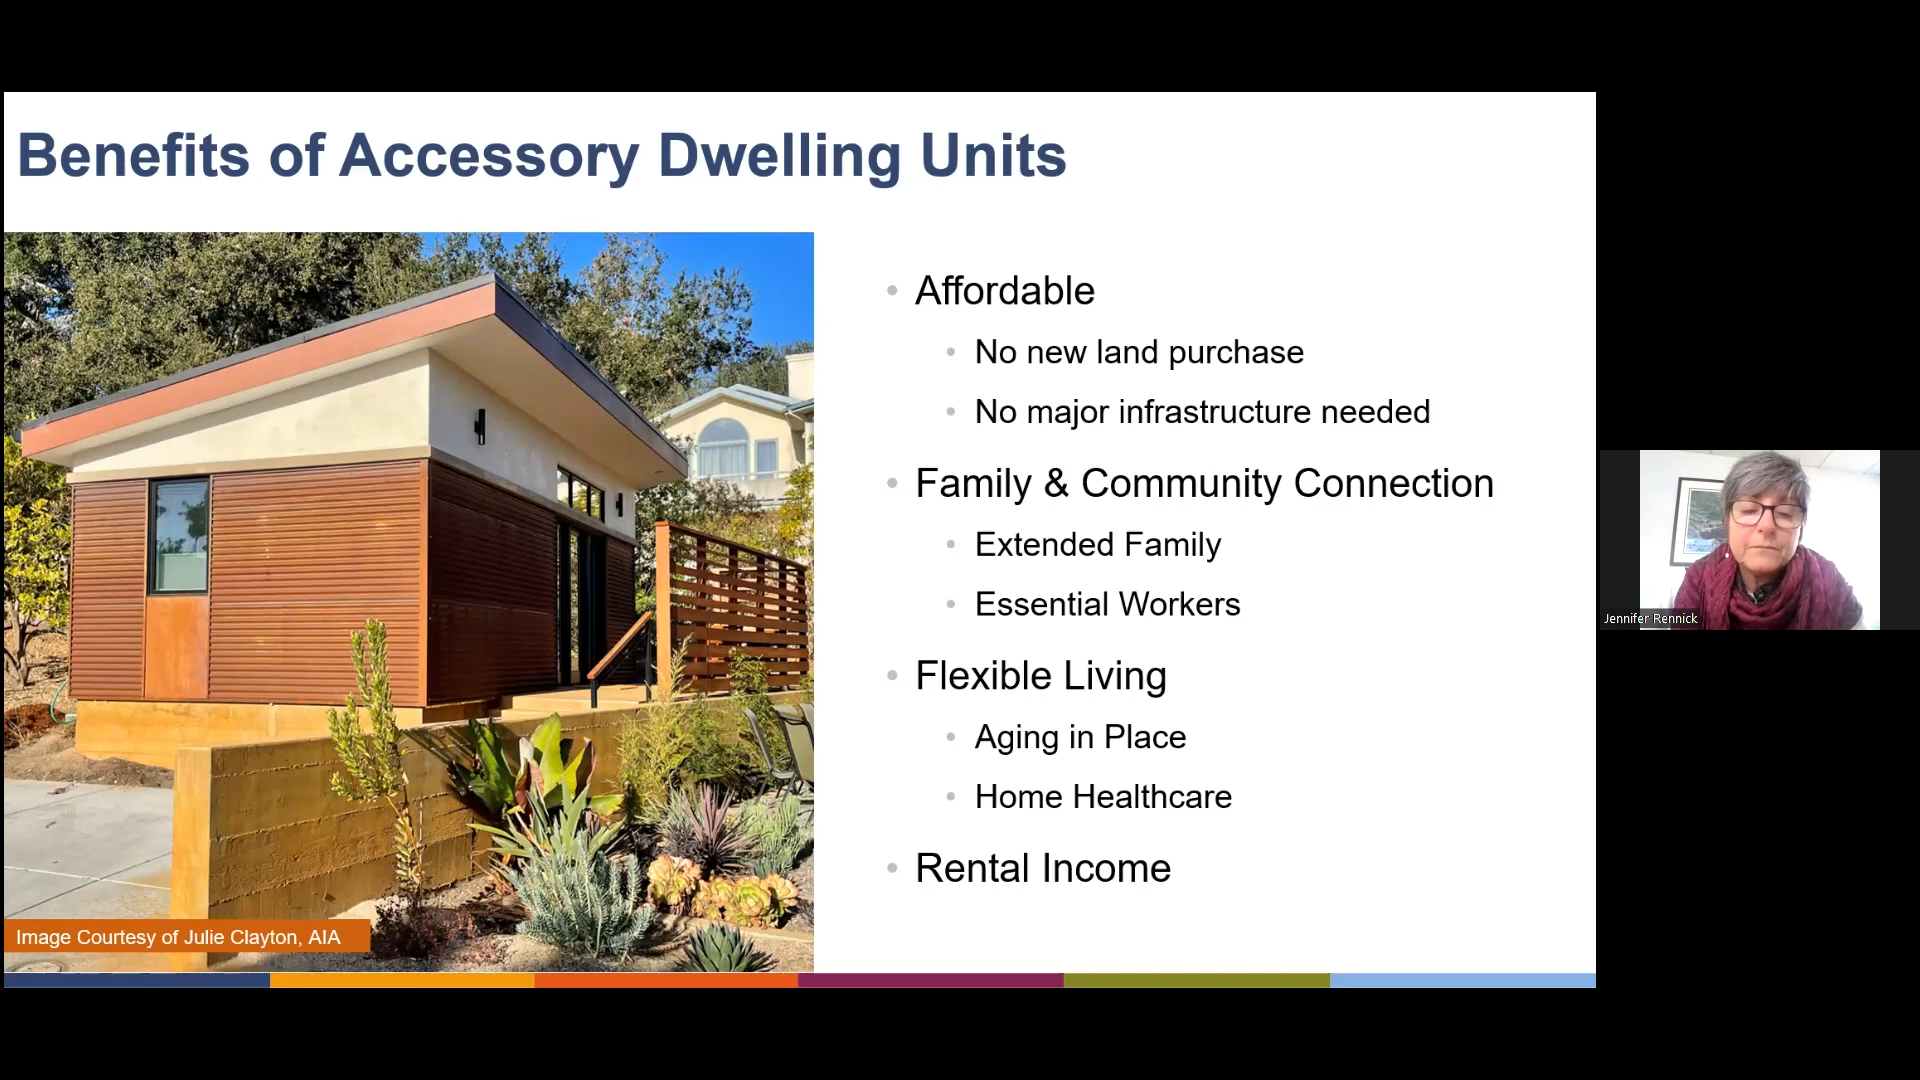 Benefits of Accessory Dwelling Units
• Affordable
• No new land purchase
• No major infrastructure needed
• Family & Community Connection
• Extended Family
• Essential Workers
• Flexible Living
• Aging in Place
• Home Healthcare
• Rental Income
Image Courtesy of Julie Clayton, AIA
Jennifer Rennick